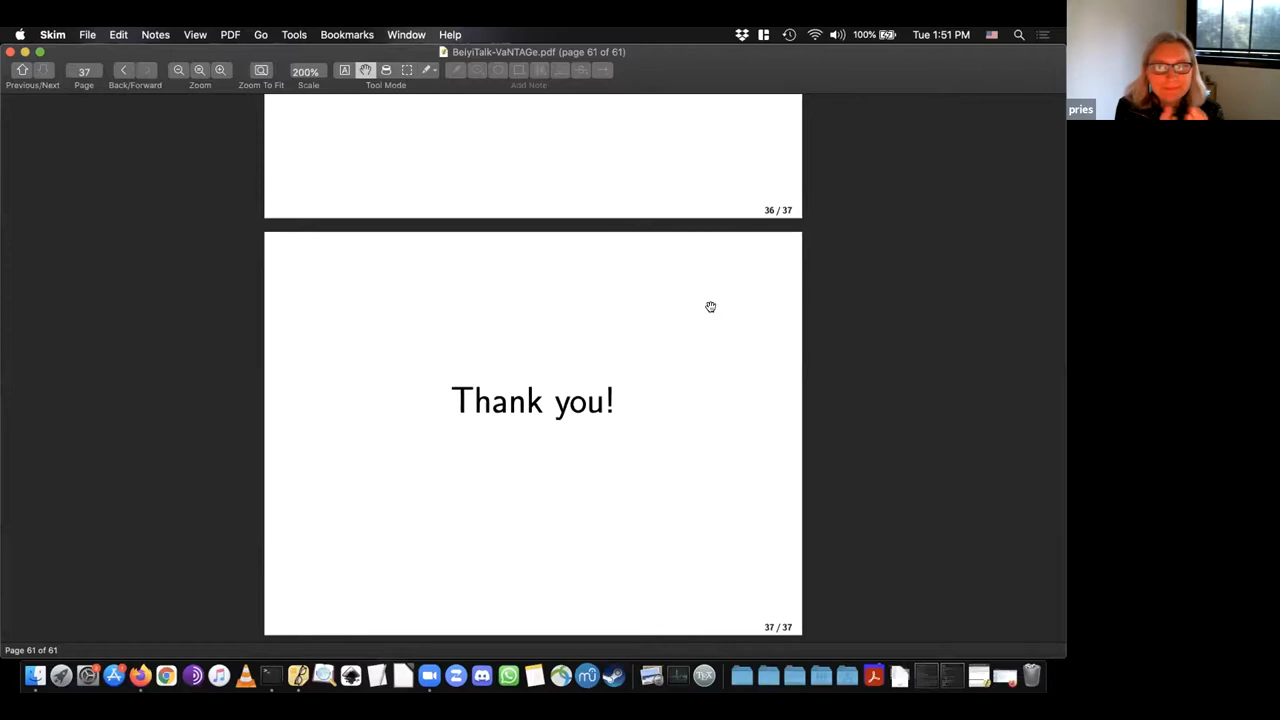 Skim File Edit Notes View PDF Go Tools Bookmarks Window Help 100% Tue 1:51 PM
BelyiTalk-VaNTAGe.pdf (page 61 of 61)
37 200%
Previous/Next Page Back/Forward Zoom Zoom To Fit Scale Tool Mode Add Note
pries
36 / 37
Thank you!
37 / 37
Page 61 of 61